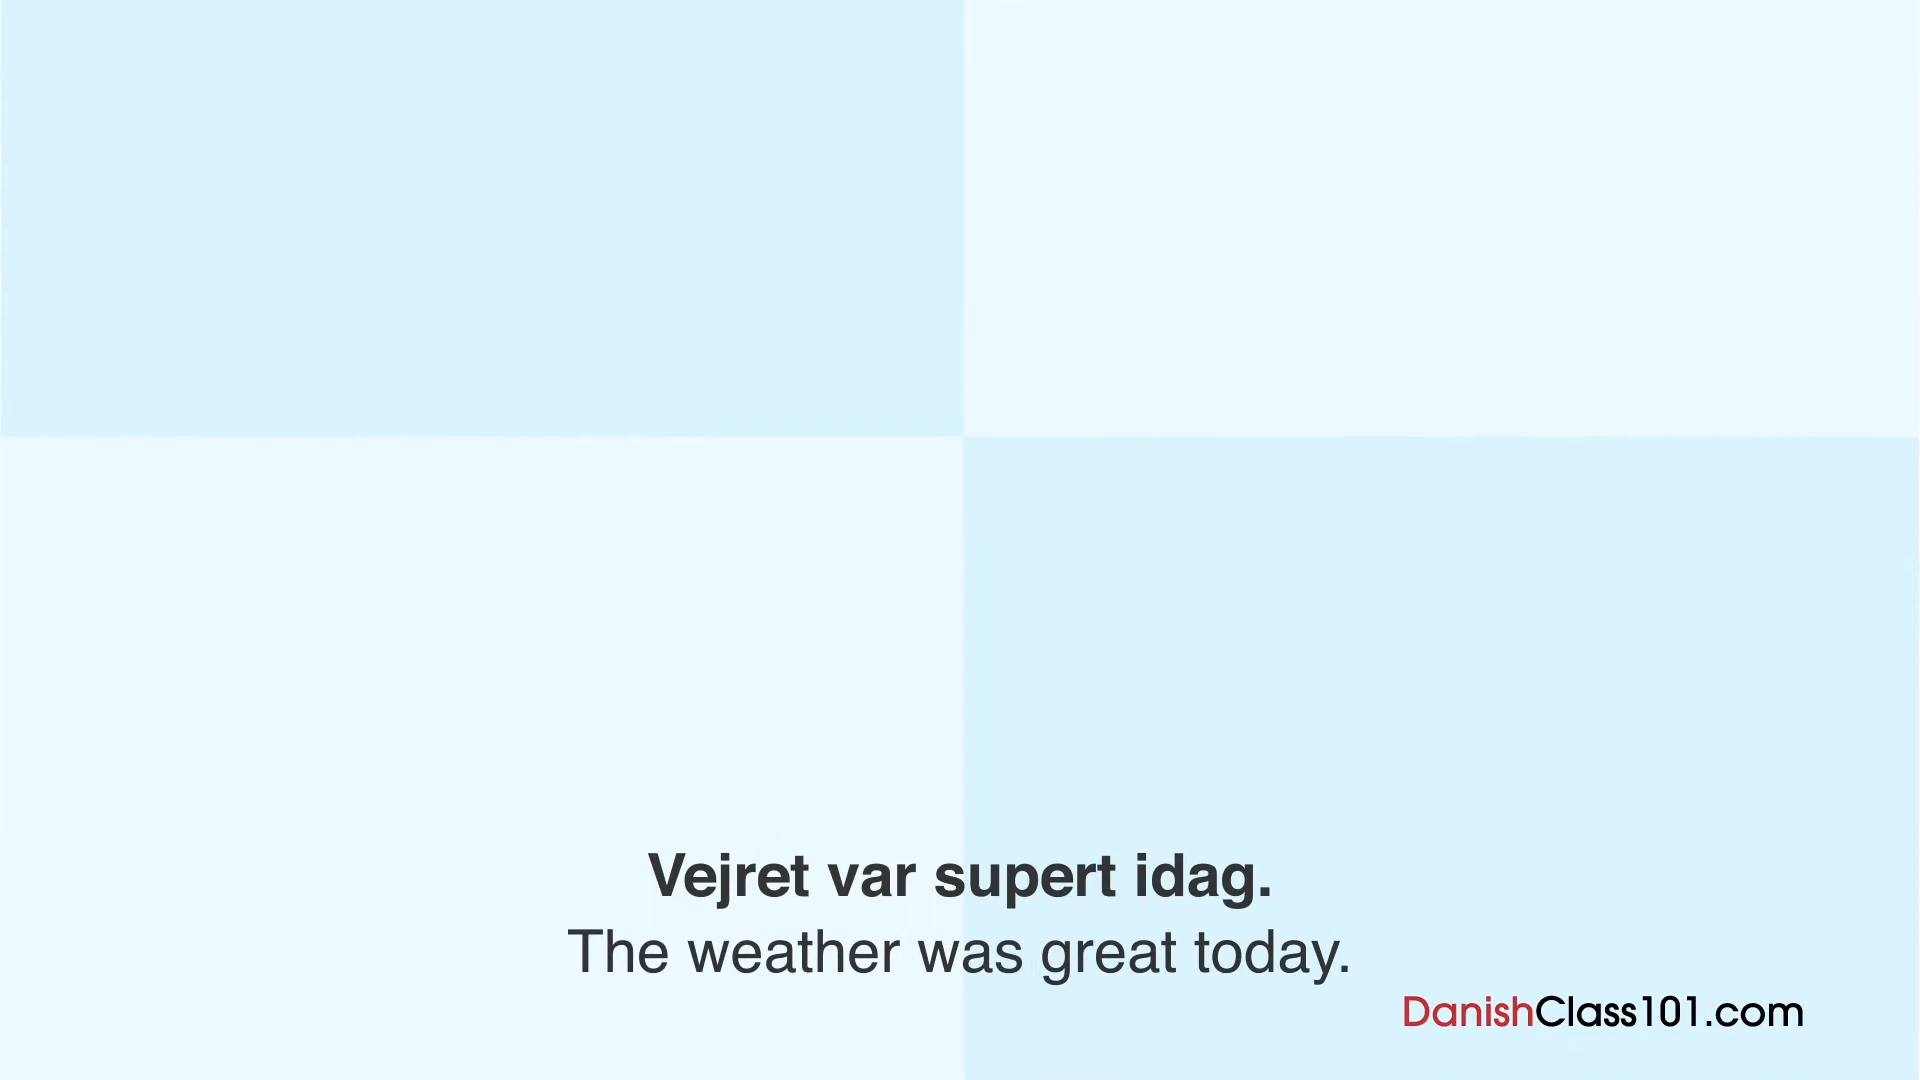 Vejret var supert idag.
The weather was great today.
DanishClass101.com